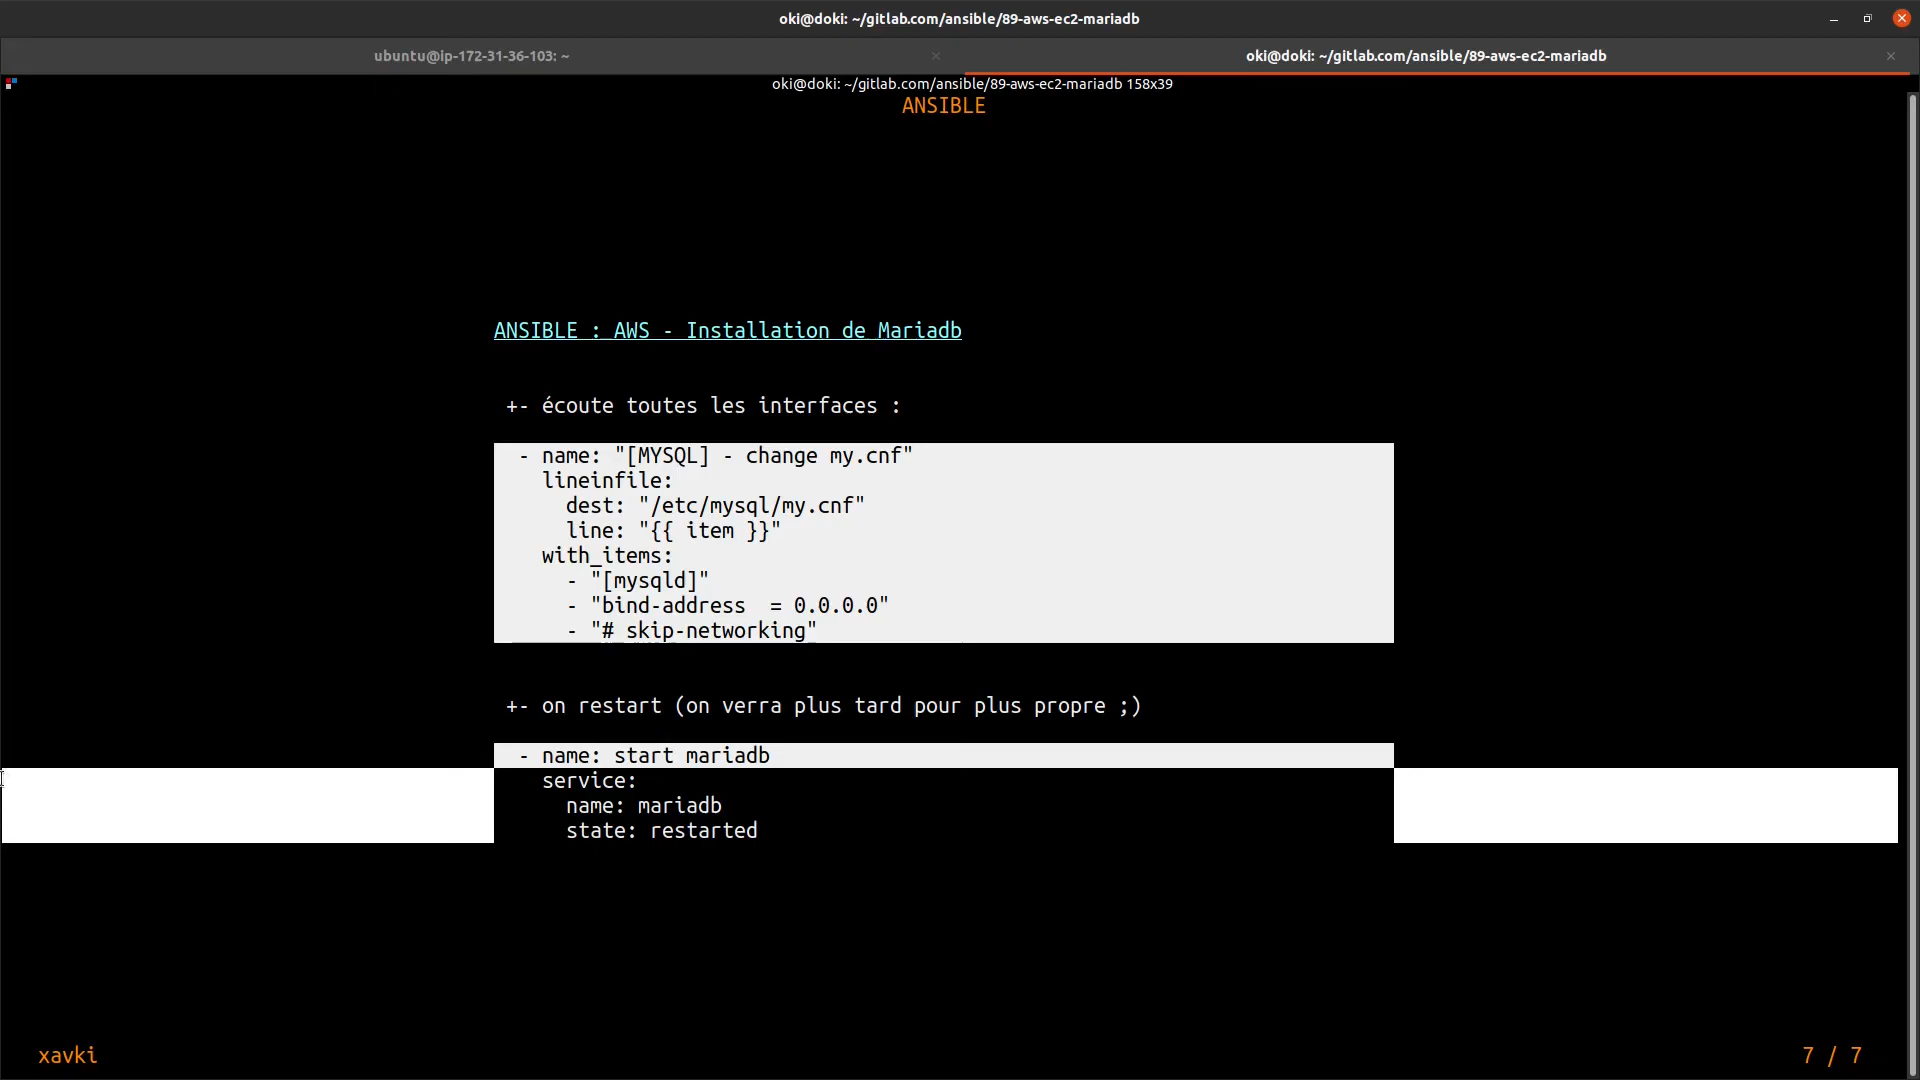 oki@doki: ~/gitlab.com/ansible/89-aws-ec2-mariadb
ubuntu@ip-172-31-36-103: ~
oki@doki: ~/gitlab.com/ansible/89-aws-ec2-mariadb
oki@doki: ~/gitlab.com/ansible/89-aws-ec2-mariadb 158x39
ANSIBLE
ANSIBLE : AWS - Installation de Mariadb
+- écoute toutes les interfaces :
- name: "[MYSQL] - change my.cnf"
lineinfile:
dest: "/etc/mysql/my.cnf"
line: "{{ item }}"
with_items:
- "[mysqld]"
- "bind-address  = 0.0.0.0"
- "# skip-networking"
+- on restart (on verra plus tard pour plus propre ;)
- name: start mariadb
service:
name: mariadb
state: restarted
xavki
7 / 7